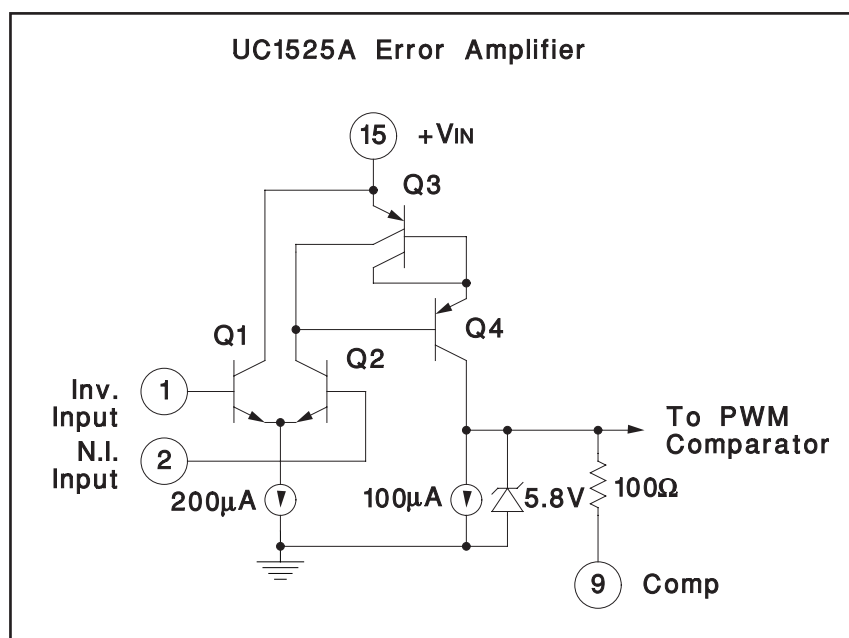 UC1525A Error Amplifier
15 +VIN
Q3
Q4
Q1
Q2
Inv.
Input
1
N.I.
Input
2
To PWM
Comparator
200µA
100µA
5.8V
100Ω
9 Comp